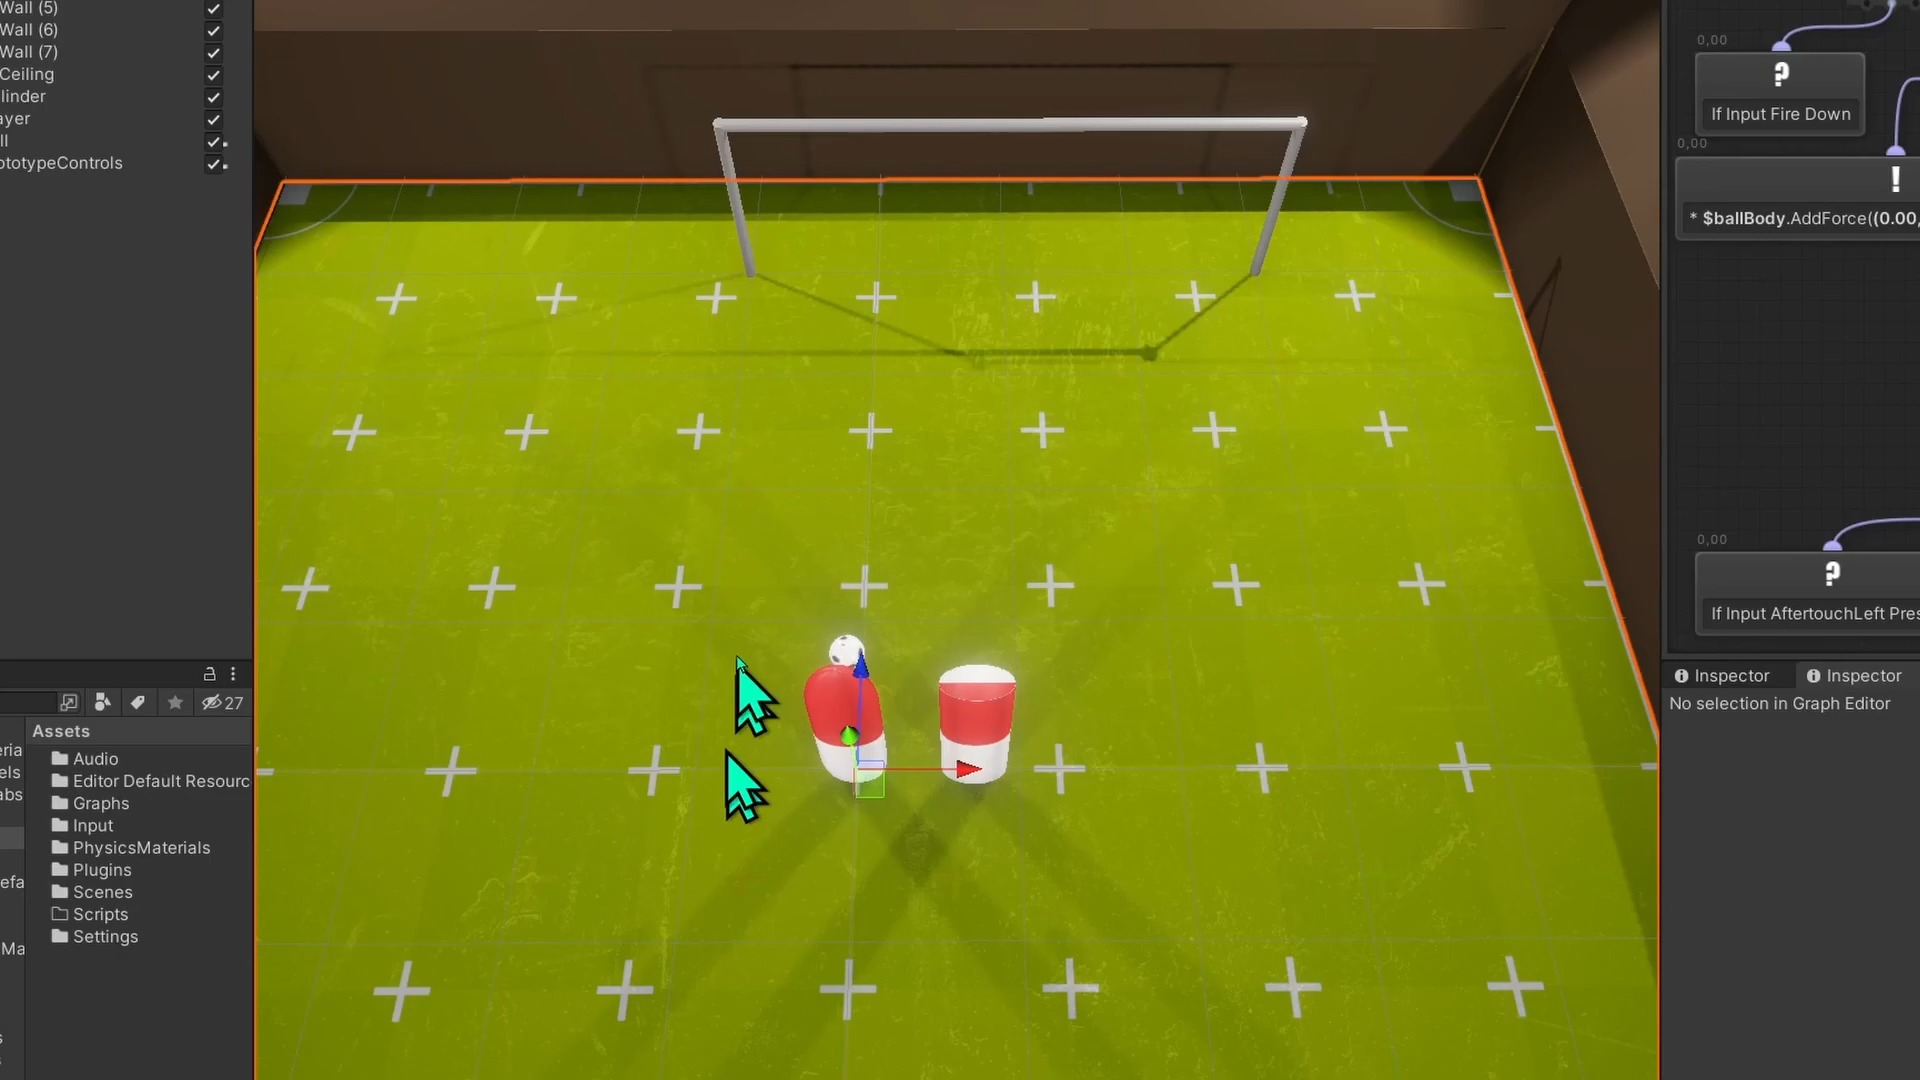 Wall (5)
Wall (6)
Wall (7)
Ceiling
linder
ayer
ll
ototypeControls
27
Assets
Audio
Editor Default Resourc
Graphs
Input
PhysicsMaterials
Plugins
Scenes
Scripts
Settings
eria
els
abs
efa
Ma
0,00
?
If Input Fire Down
0,00
!
* $ballBody.AddForce((0.00,
0,00
?
If Input AftertouchLeft Pres
Inspector
Inspector
No selection in Graph Editor